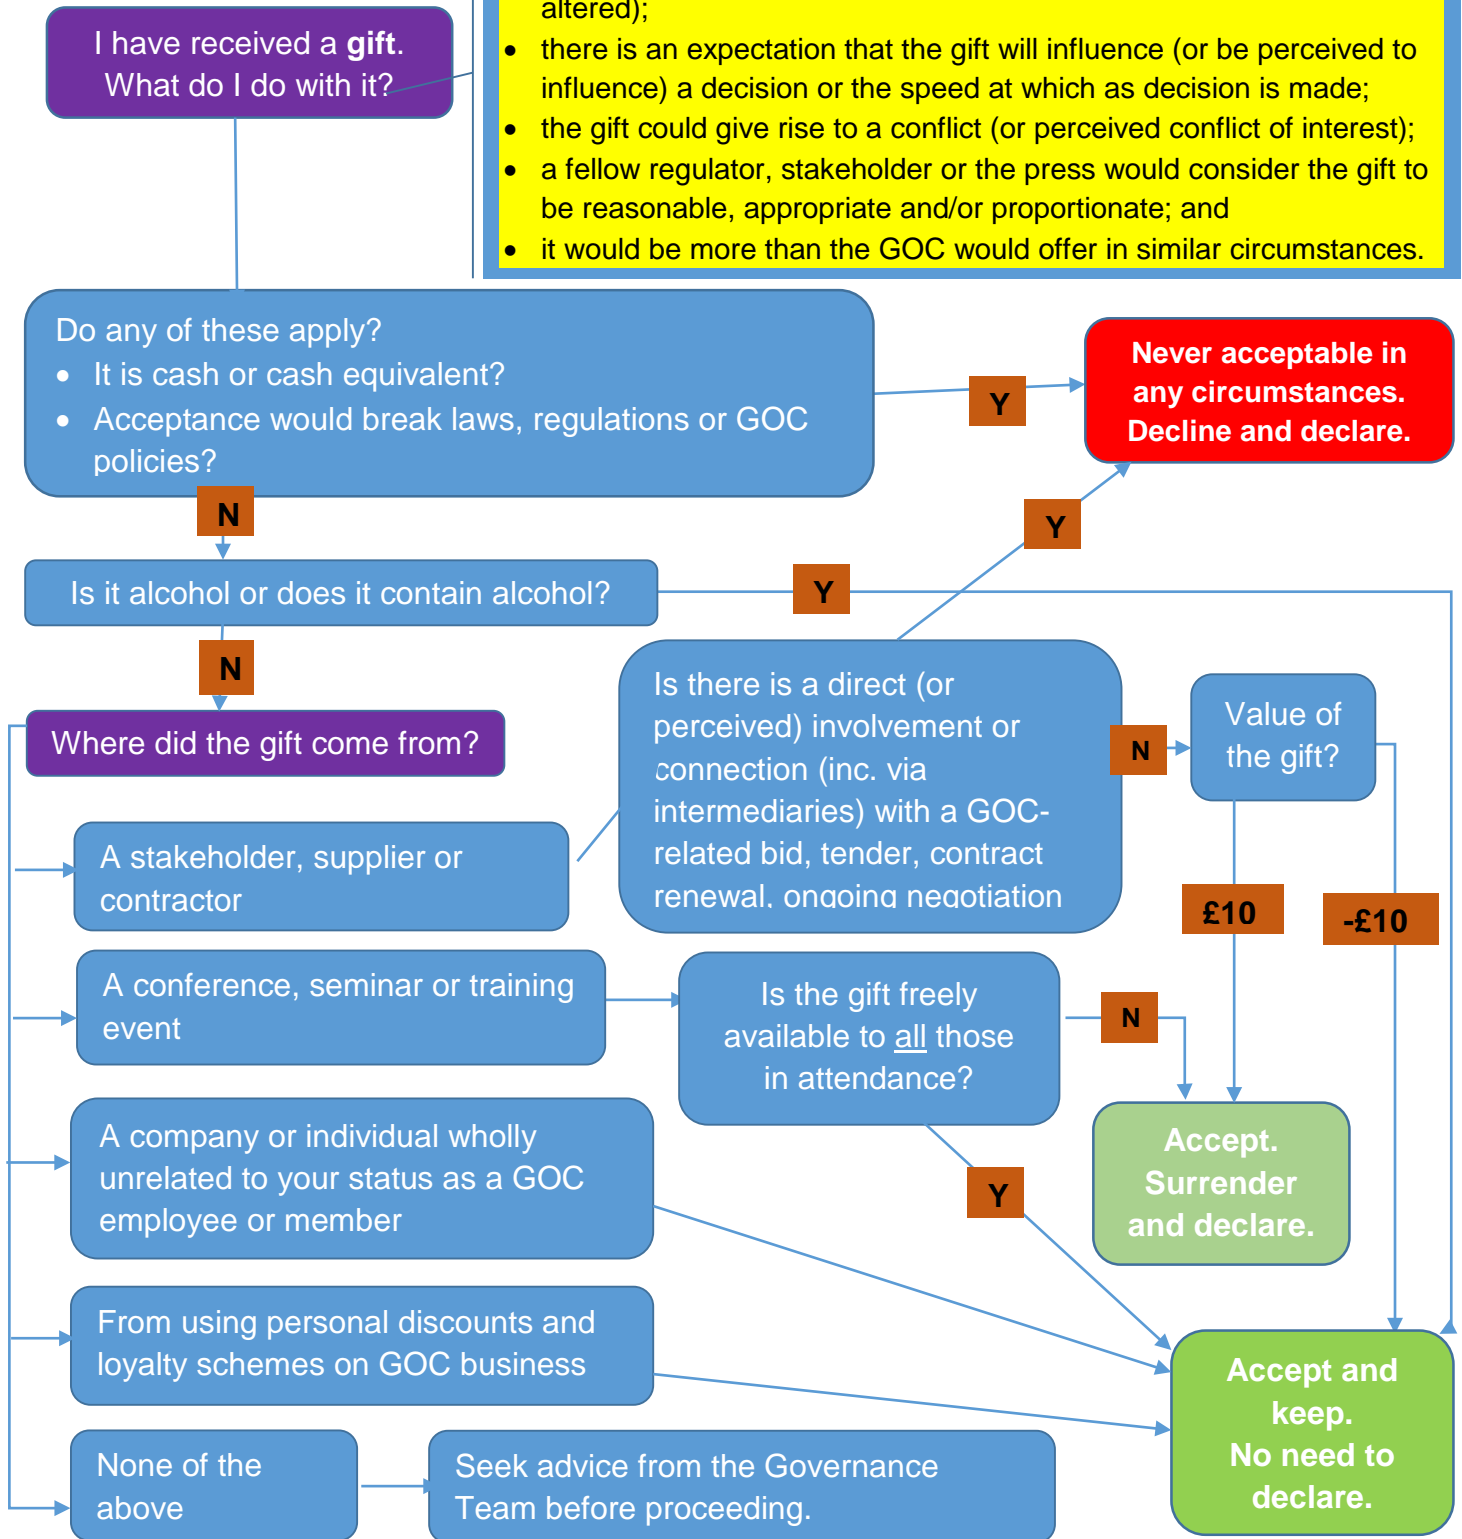 altered);
I have received a gift.
What do I do with it?
• there is an expectation that the gift will influence (or be perceived to
influence) a decision or the speed at which as decision is made;
• the gift could give rise to a conflict (or perceived conflict of interest);
• a fellow regulator, stakeholder or the press would consider the gift to
be reasonable, appropriate and/or proportionate; and
• it would be more than the GOC would offer in similar circumstances.
Do any of these apply?
• It is cash or cash equivalent?
• Acceptance would break laws, regulations or GOC
policies?
Y
Never acceptable in
any circumstances.
Decline and declare.
N
Y
Is it alcohol or does it contain alcohol?
Y
N
Where did the gift come from?
Is there is a direct (or
perceived) involvement or
connection (inc. via
intermediaries) with a GOC-
related bid, tender, contract
renewal, ongoing negotiation
N
Value of
the gift?
A stakeholder, supplier or
contractor
£10
-£10
A conference, seminar or training
event
Is the gift freely
available to all those
in attendance?
N
A company or individual wholly
unrelated to your status as a GOC
employee or member
Y
Accept.
Surrender
and declare.
From using personal discounts and
loyalty schemes on GOC business
Accept and
keep.
No need to
declare.
None of the
above
Seek advice from the Governance
Team before proceeding.